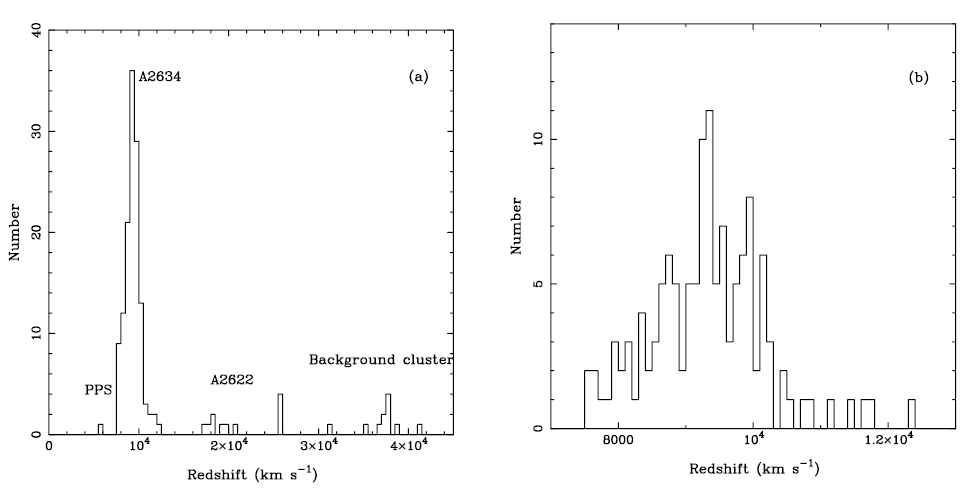 40
30
20
10
0
Number
(a)
A2634
PPS
A2622
Background cluster
0 10⁴ 2×10⁴ 3×10⁴ 4×10⁴
Redshift (km s⁻¹)
10
5
0
Number
(b)
8000 10⁴ 1.2×10⁴
Redshift (km s⁻¹)